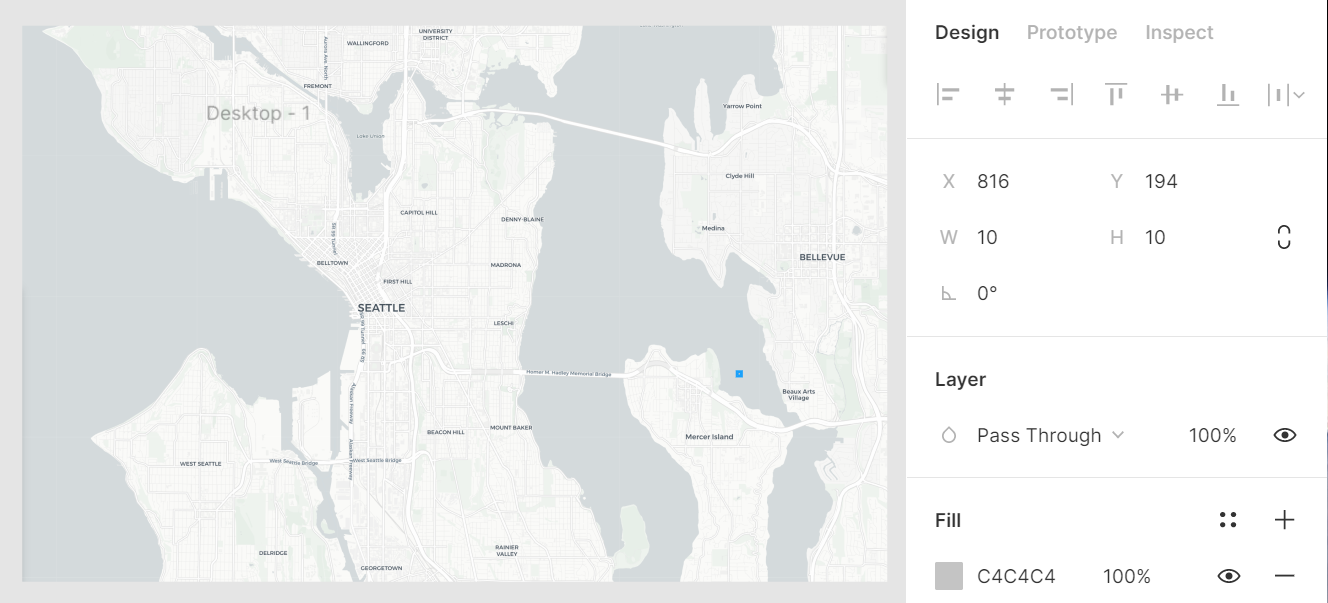 UNIVERSITY
DISTRICT
WALLINGFORD
Aurora Ave. North
FREMONT
Desktop - 1
Lake Union
Yarrow Point
Clyde Hill
CAPITOL HILL
DENNY-BLAINE
Medina
BELLTOWN
MADRONA
BELLEVUE
FIRST HILL
SEATTLE
LESCHI
Homer M. Hadley Memorial Bridge
Beaux Arts
Village
Alaskan Freeway
BEACON HILL
MOUNT BAKER
Mercer Island
WEST SEATTLE
West Seattle Bridge
West Seattle Bridge
Alaskan Freeway
DELRIDGE
RAINIER
VALLEY
GEORGETOWN
Design Prototype Inspect
X 816 Y 194
W 10 H 10
0°
Layer
Pass Through 100%
Fill
C4C4C4 100%